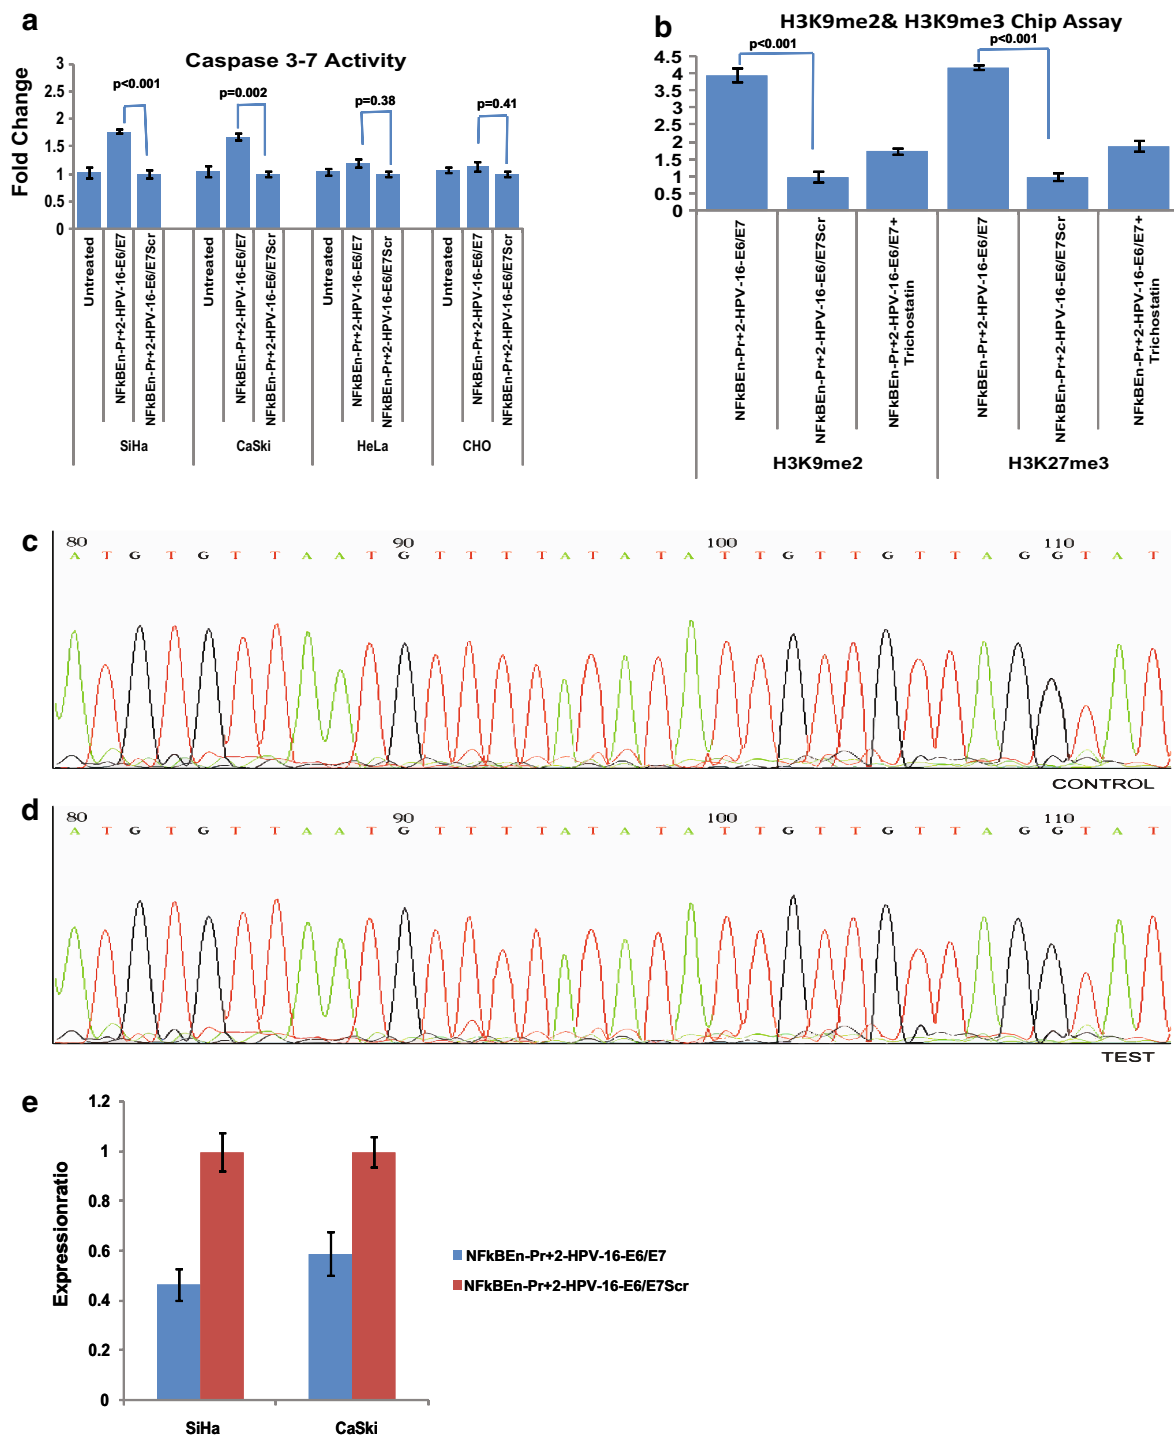 a
Caspase 3-7 Activity
Fold Change
3
2.5
2
1.5
1
0.5
0
p<0.001
p=0.002
p=0.38
p=0.41
Untreated
NFkBEn-Pr+2-HPV-16-E6/E7
NFkBEn-Pr+2-HPV-16-E6/E7Scr
Untreated
NFkBEn-Pr+2-HPV-16-E6/E7
NFkBEn-Pr+2-HPV-16-E6/E7Scr
Untreated
NFkBEn-Pr+2-HPV-16-E6/E7
NFkBEn-Pr+2-HPV-16-E6/E7Scr
Untreated
NFkBEn-Pr+2-HPV-16-E6/E7
NFkBEn-Pr+2-HPV-16-E6/E7Scr
SiHa
CaSki
HeLa
CHO
b
H3K9me2& H3K9me3 Chip Assay
4.5
4
3.5
3
2.5
2
1.5
1
0.5
0
p<0.001
p<0.001
NFkBEn-Pr+2-HPV-16-E6/E7
NFkBEn-Pr+2-HPV-16-E6/E7Scr
NFkBEn-Pr+2-HPV-16-E6/E7+
Trichostatin
NFkBEn-Pr+2-HPV-16-E6/E7
NFkBEn-Pr+2-HPV-16-E6/E7Scr
NFkBEn-Pr+2-HPV-16-E6/E7+
Trichostatin
H3K9me2
H3K27me3
c
80 90 100 110
A T G T G T T A A T G T T T T A T A T A T T G T T G T T A G G T A T
CONTROL
d
80 90 100 110
A T G T G T T A A T G T T T T A T A T A T T G T T G T T A G G T A T
TEST
e
Expressionratio
1.2
1
0.8
0.6
0.4
0.2
0
SiHa
CaSki
NFkBEn-Pr+2-HPV-16-E6/E7
NFkBEn-Pr+2-HPV-16-E6/E7Scr